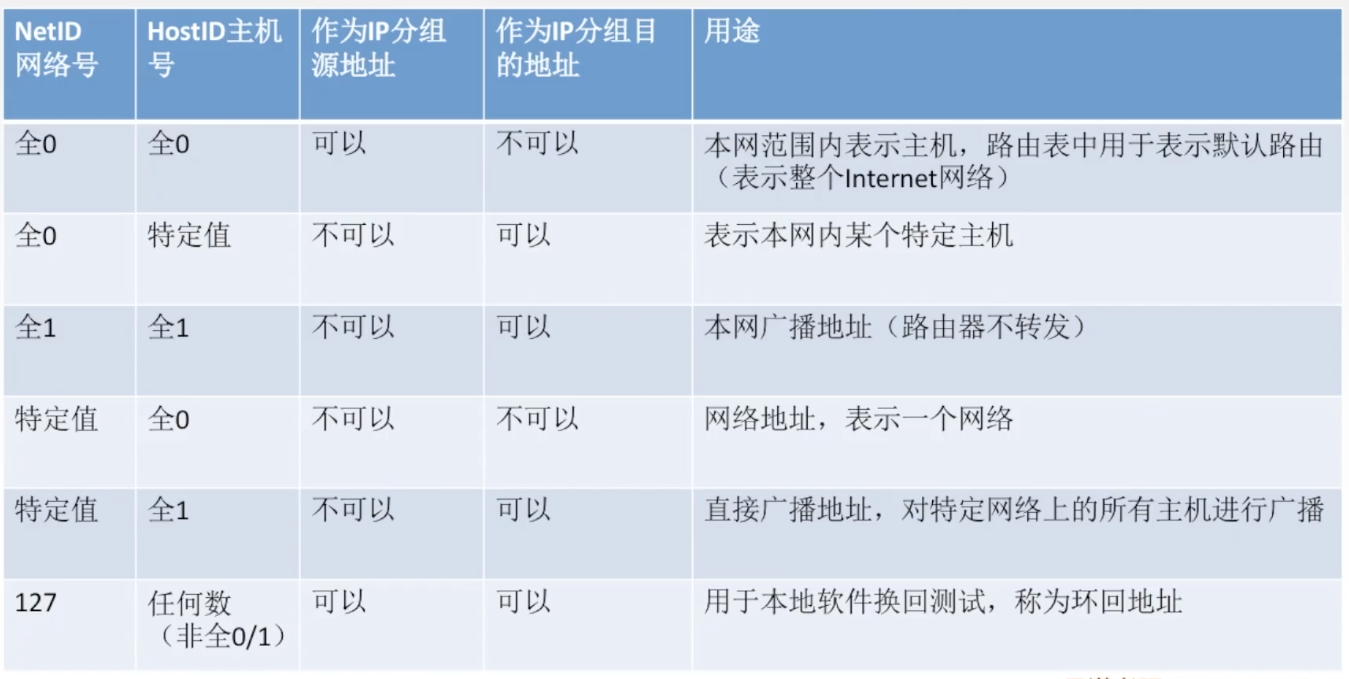 NetID
网络号
HostID主机
号
作为IP分组
源地址
作为IP分组目
的地址
用途
全0
全0
可以
不可以
本网范围内表示主机，路由表中用于表示默认路由
（表示整个Internet网络）
全0
特定值
不可以
可以
表示本网内某个特定主机
全1
全1
不可以
可以
本网广播地址（路由器不转发）
特定值
全0
不可以
不可以
网络地址，表示一个网络
特定值
全1
不可以
可以
直接广播地址，对特定网络上的所有主机进行广播
127
任何数
（非全0/1）
可以
可以
用于本地软件换回测试，称为环回地址